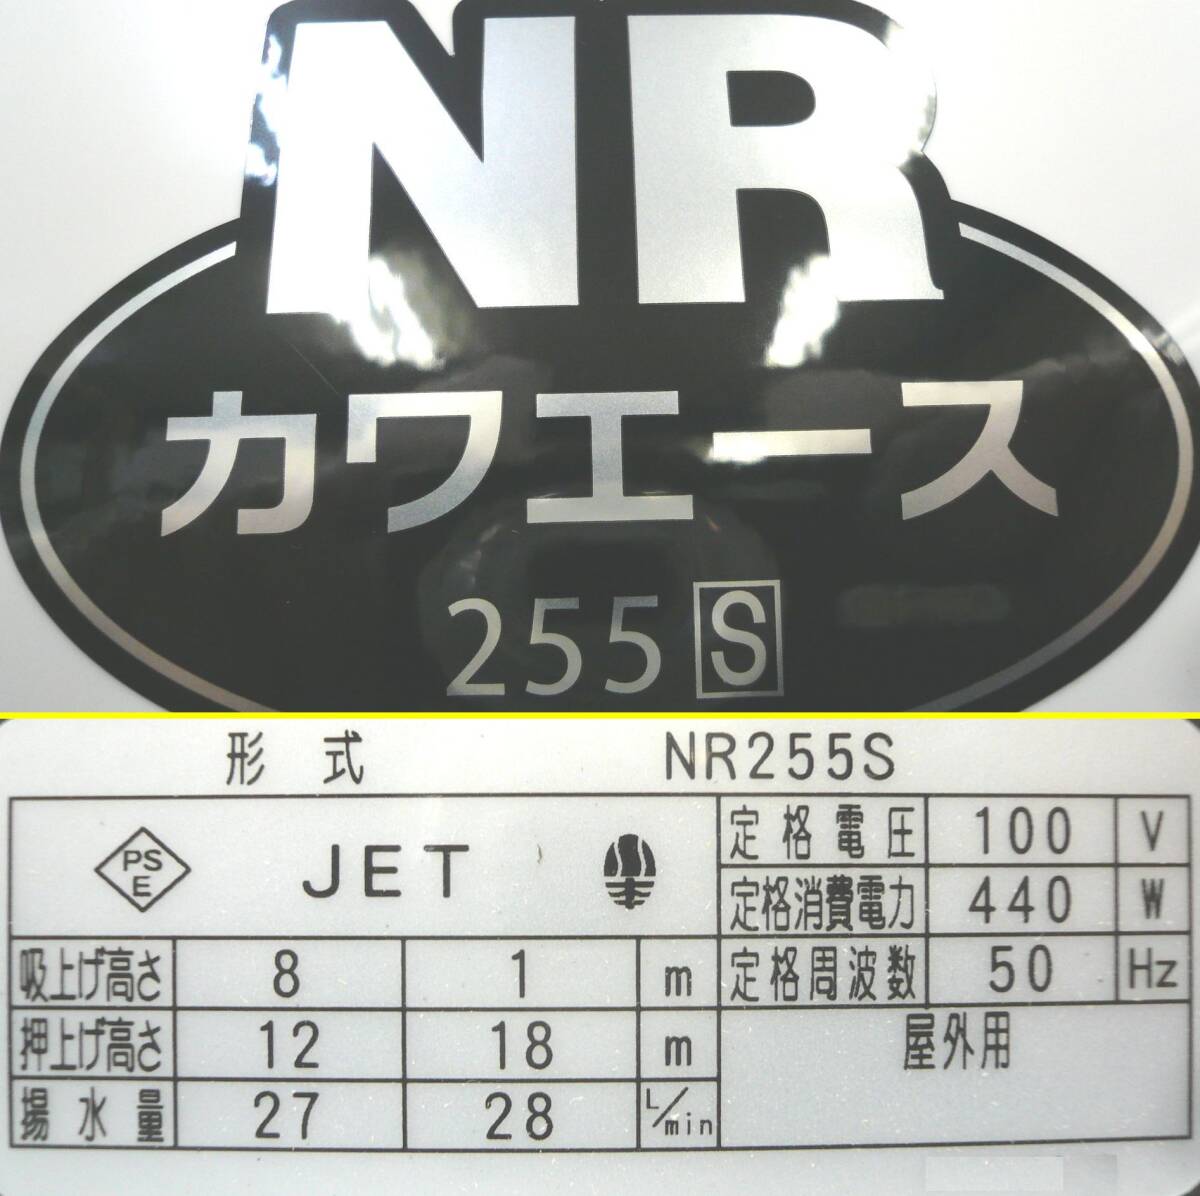 NR
カワエース
255 S
形式 NR255S
PSE JET 定格電圧 100 V
定格消費電力 440 W
吸上げ高さ 8 1 m 定格周波数 50 Hz
押上げ高さ 12 18 m 屋外用
揚水量 27 28 L/min